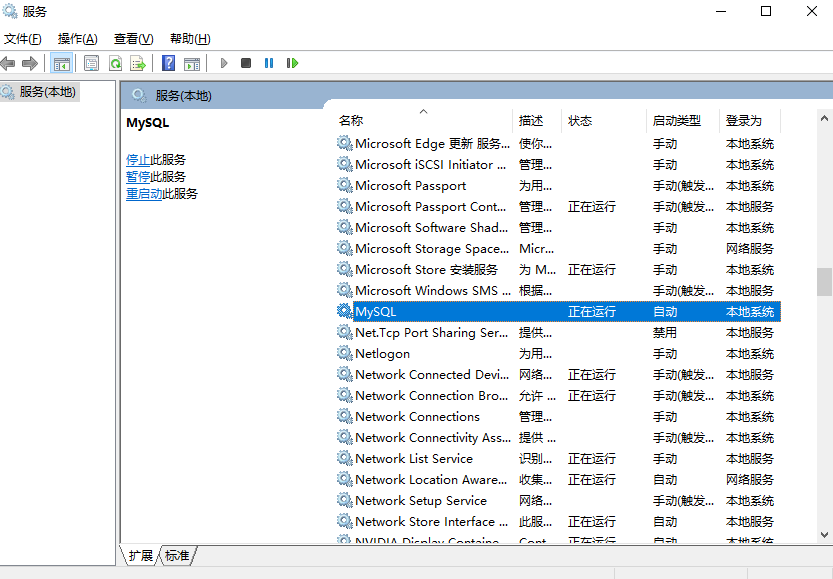 服务
文件(F) 操作(A) 查看(V) 帮助(H)
服务(本地)
服务(本地)
MySQL
停止此服务
暂停此服务
重启动此服务
名称 描述 状态 启动类型 登录为
Microsoft Edge 更新 服务... 使你... 手动 本地系统
Microsoft iSCSI Initiator ... 管理... 手动 本地系统
Microsoft Passport 为用... 手动(触发... 本地系统
Microsoft Passport Cont... 管理... 正在运行 手动(触发... 本地服务
Microsoft Software Shad... 管理... 手动 本地系统
Microsoft Storage Space... Micr... 手动 网络服务
Microsoft Store 安装服务 为 M... 正在运行 手动 本地系统
Microsoft Windows SMS ... 根据... 手动(触发... 本地服务
MySQL 正在运行 自动 本地系统
Net.Tcp Port Sharing Ser... 提供... 禁用 本地服务
Netlogon 为用... 手动 本地系统
Network Connected Devi... 网络... 正在运行 手动(触发... 本地服务
Network Connection Bro... 允许 ... 正在运行 手动(触发... 本地系统
Network Connections 管理... 手动 本地系统
Network Connectivity Ass... 提供 ... 手动(触发... 本地系统
Network List Service 识别... 正在运行 手动 本地服务
Network Location Aware... 收集... 正在运行 自动 网络服务
Network Setup Service 网络... 手动(触发... 本地系统
Network Store Interface ... 此服... 正在运行 自动 本地服务
NVIDIA Display Containe... Cont... 正在运行 自动 本地系统
扩展 标准